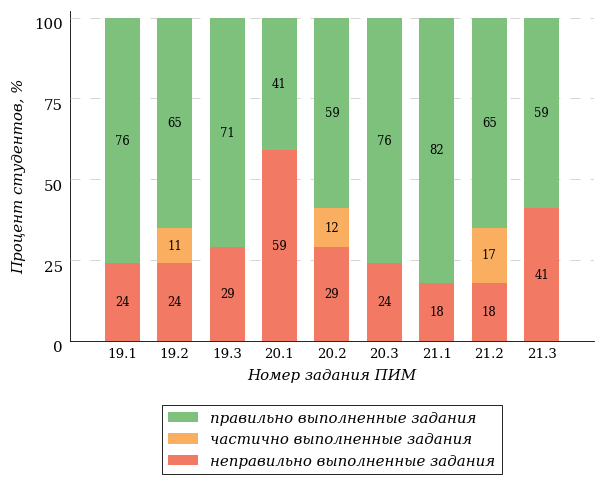 Процент студентов, %
100
75
50
25
0
76 65 71 41 59 76 82 65 59
11 12 17
24 24 29 59 29 24 18 18 41
19.1 19.2 19.3 20.1 20.2 20.3 21.1 21.2 21.3
Номер задания ПИМ
правильно выполненные задания
частично выполненные задания
неправильно выполненные задания